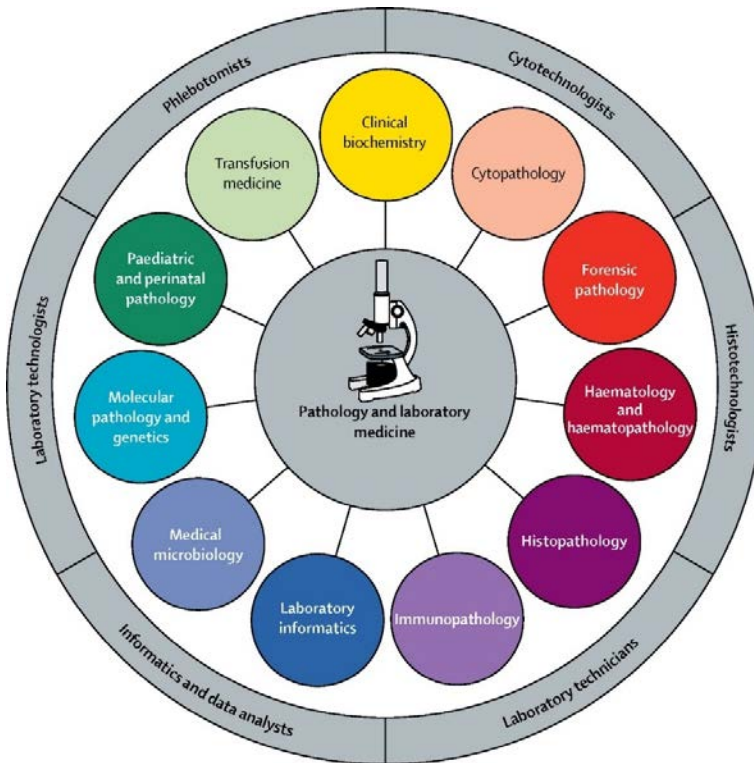 Phlebotomists
Cytotechnologists
Histotechnologists
Laboratory technicians
Informatics and data analysts
Laboratory technologists
Clinical
biochemistry
Cytopathology
Forensic
pathology
Haematology
and
haematopathology
Histopathology
Immunopathology
Laboratory
informatics
Medical
microbiology
Molecular
pathology and
genetics
Paediatric
and perinatal
pathology
Transfusion
medicine
Pathology and laboratory
medicine